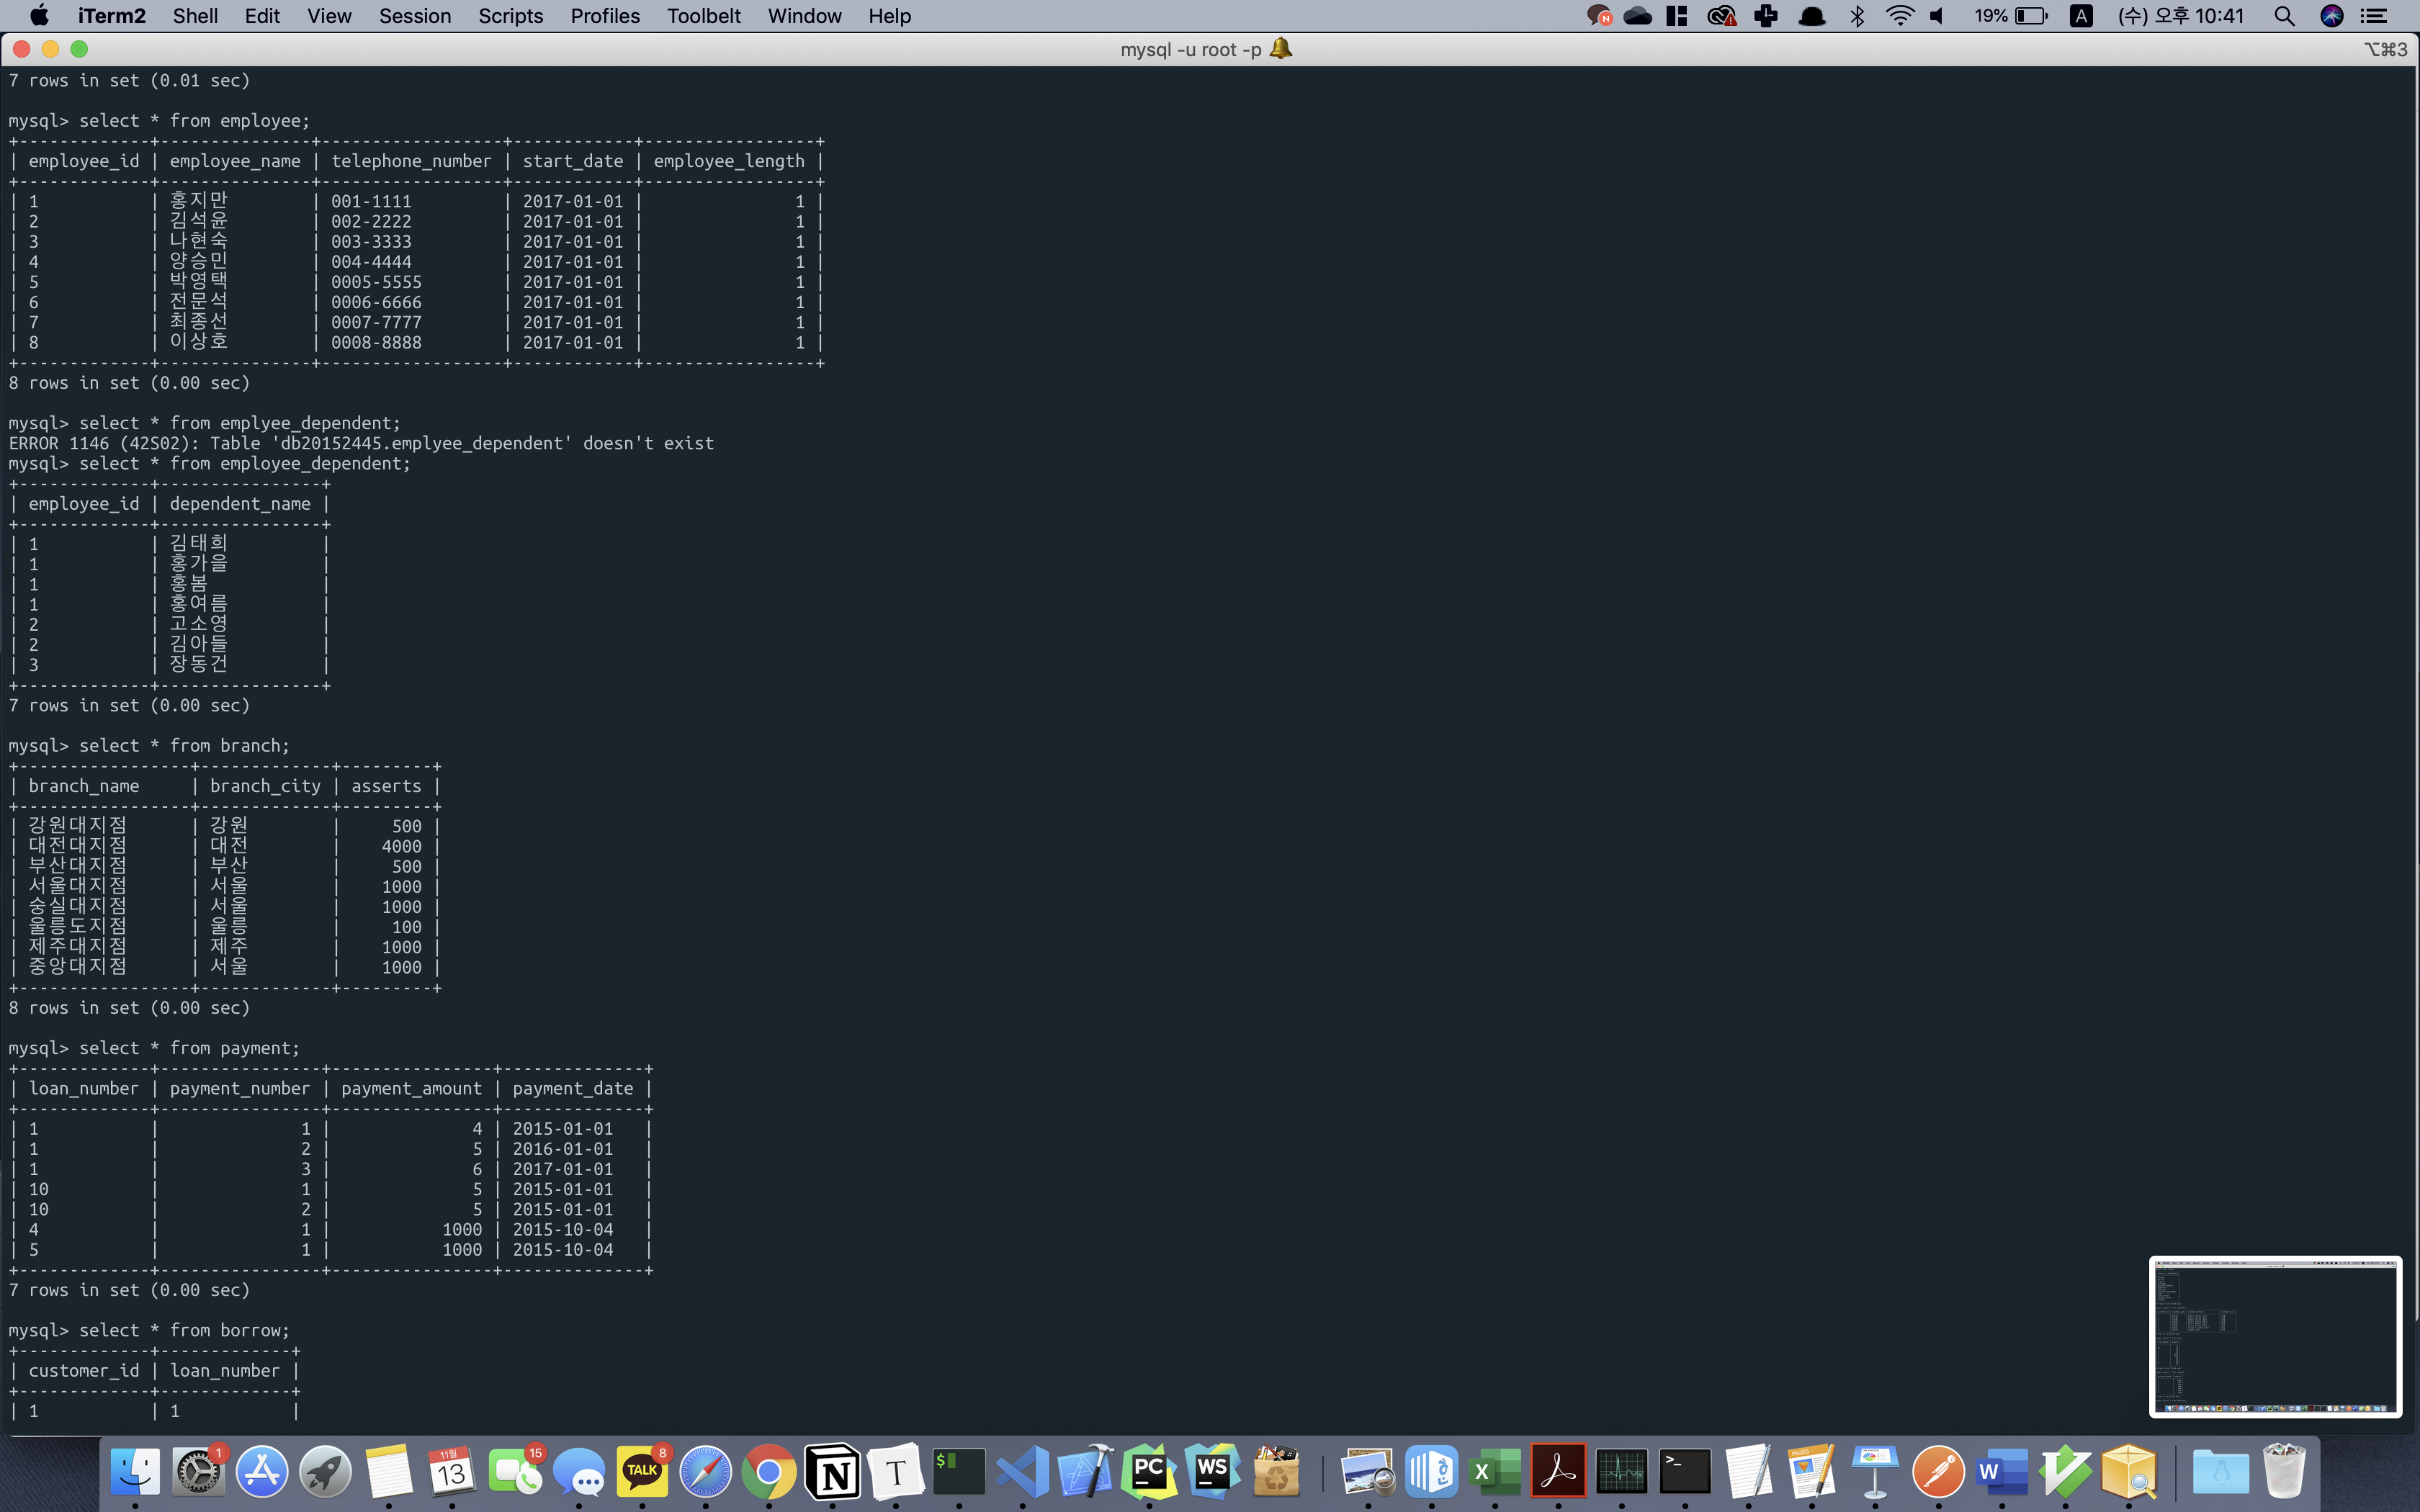 iTerm2 Shell Edit View Session Scripts Profiles Toolbelt Window Help 19% A (수) 오후 10:41
mysql -u root -p ⌥⌘3
7 rows in set (0.01 sec)
mysql> select * from employee;
+-------------+---------------+------------------+------------+-----------------+
| employee_id | employee_name | telephone_number | start_date | employee_length |
+-------------+---------------+------------------+------------+-----------------+
| 1 | 홍지만 | 001-1111 | 2017-01-01 | 1 |
| 2 | 김석윤 | 002-2222 | 2017-01-01 | 1 |
| 3 | 나현숙 | 003-3333 | 2017-01-01 | 1 |
| 4 | 양승민 | 004-4444 | 2017-01-01 | 1 |
| 5 | 박영택 | 0005-5555 | 2017-01-01 | 1 |
| 6 | 전문석 | 0006-6666 | 2017-01-01 | 1 |
| 7 | 최종선 | 0007-7777 | 2017-01-01 | 1 |
| 8 | 이상호 | 0008-8888 | 2017-01-01 | 1 |
+-------------+---------------+------------------+------------+-----------------+
8 rows in set (0.00 sec)
mysql> select * from emplyee_dependent;
ERROR 1146 (42S02): Table 'db20152445.emplyee_dependent' doesn't exist
mysql> select * from employee_dependent;
+-------------+----------------+
| employee_id | dependent_name |
+-------------+----------------+
| 1 | 김태희 |
| 1 | 홍가을 |
| 1 | 홍봄 |
| 1 | 홍여름 |
| 2 | 고소영 |
| 2 | 김아들 |
| 3 | 장동건 |
+-------------+----------------+
7 rows in set (0.00 sec)
mysql> select * from branch;
+-----------------+-------------+---------+
| branch_name | branch_city | asserts |
+-----------------+-------------+---------+
| 강원대지점 | 강원 | 500 |
| 대전대지점 | 대전 | 4000 |
| 부산대지점 | 부산 | 500 |
| 서울대지점 | 서울 | 1000 |
| 숭실대지점 | 서울 | 1000 |
| 울릉도지점 | 울릉 | 100 |
| 제주대지점 | 제주 | 1000 |
| 중앙대지점 | 서울 | 1000 |
+-----------------+-------------+---------+
8 rows in set (0.00 sec)
mysql> select * from payment;
+-------------+----------------+----------------+--------------+
| loan_number | payment_number | payment_amount | payment_date |
+-------------+----------------+----------------+--------------+
| 1 | 1 | 4 | 2015-01-01 |
| 1 | 2 | 5 | 2016-01-01 |
| 1 | 3 | 6 | 2017-01-01 |
| 10 | 1 | 5 | 2015-01-01 |
| 10 | 2 | 5 | 2015-01-01 |
| 4 | 1 | 1000 | 2015-10-04 |
| 5 | 1 | 1000 | 2015-10-04 |
+-------------+----------------+----------------+--------------+
7 rows in set (0.00 sec)
mysql> select * from borrow;
+-------------+-------------+
| customer_id | loan_number |
+-------------+-------------+
| 1 | 1 |
1 11월 13 15 TALK 8 N T $ PC WS X >_ PAGES W